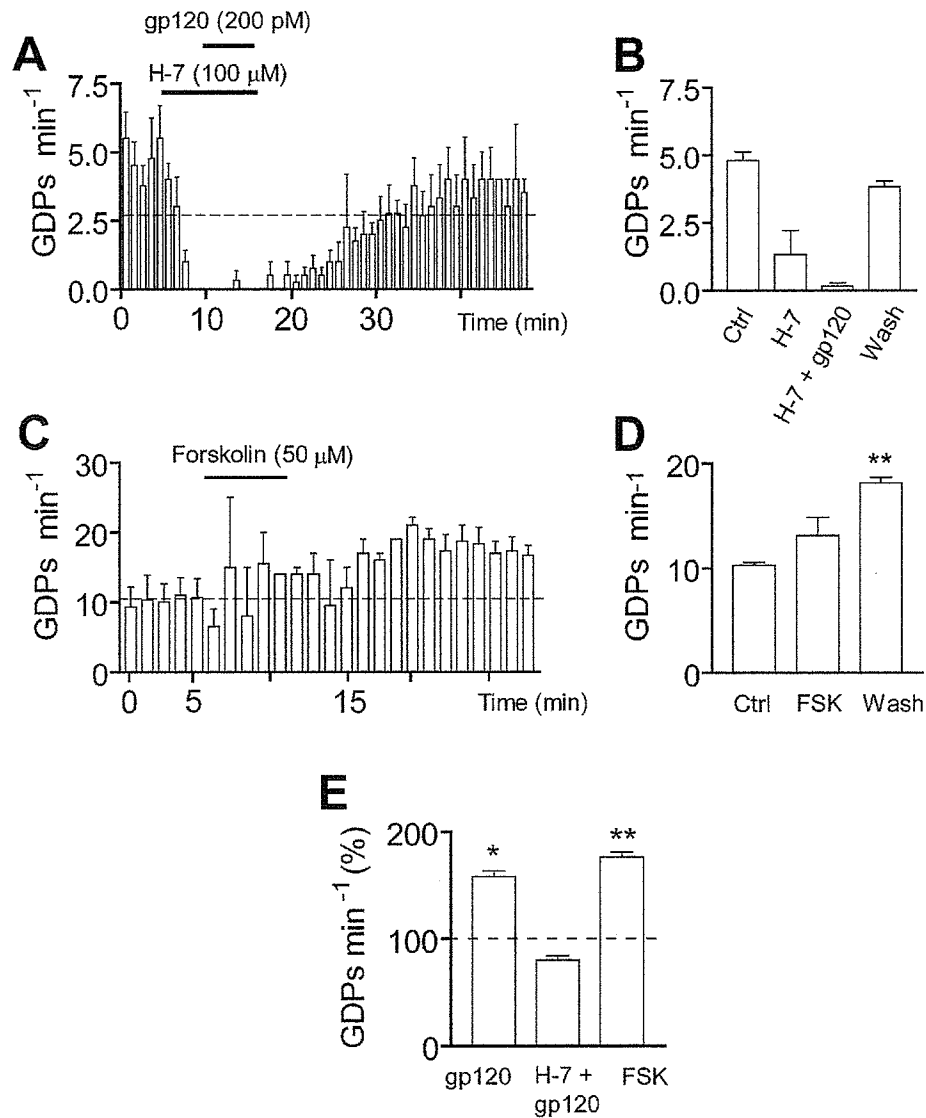 A
gp120 (200 pM)
H-7 (100 µM)
GDPs min⁻¹
7.5
5.0
2.5
0.0
0 10 20 30 Time (min)
B
GDPs min⁻¹
7.5
5.0
2.5
0.0
Ctrl
H-7
H-7 + gp120
Wash
C
Forskolin (50 µM)
GDPs min⁻¹
30
20
10
0
0 5 15 Time (min)
D
GDPs min-1
20
10
0
**
Ctrl FSK Wash
E
GDPs min⁻¹ (%)
200
100
0
* **
gp120 H-7 + gp120 FSK